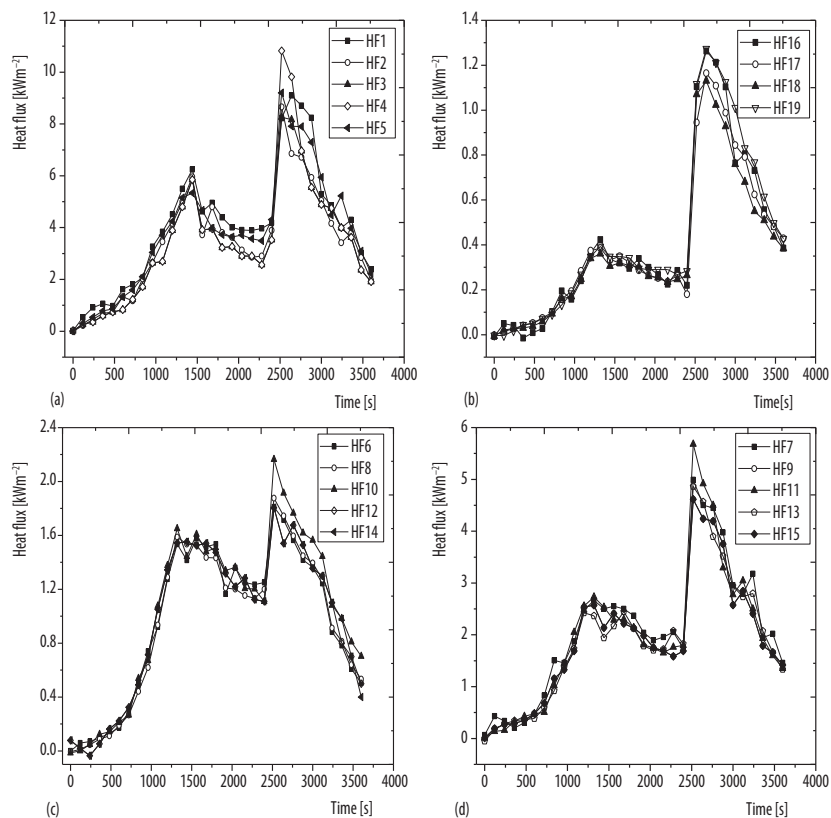 Heat flux [kWm⁻²]
12
10
8
6
4
2
0
HF1
HF2
HF3
HF4
HF5
0 500 1000 1500 2000 2500 3000 3500 4000
(a)
Time [s]
Heat flux [kWm⁻²]
1.4
1.2
1.0
0.8
0.6
0.4
0.2
0.0
HF16
HF17
HF18
HF19
0 500 1000 1500 2000 2500 3000 3500 4000
(b)
Time[s]
Heat flux [kWm⁻²]
2.4
2.0
1.6
1.2
0.8
0.4
0.0
HF6
HF8
HF10
HF12
HF14
0 500 1000 1500 2000 2500 3000 3500 4000
(c)
Time [s]
Heat flux [kWm⁻²]
6
5
4
3
2
1
0
HF7
HF9
HF11
HF13
HF15
0 500 1000 1500 2000 2500 3000 3500 4000
(d)
Time [s]